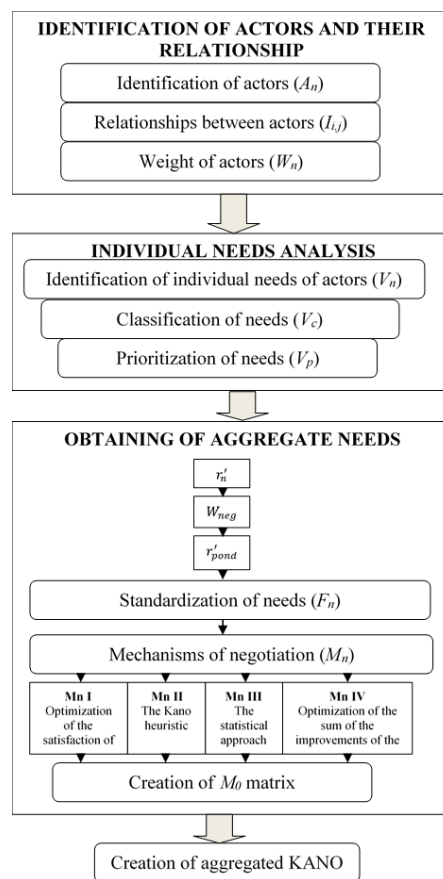 IDENTIFICATION OF ACTORS AND THEIR
RELATIONSHIP
Identification of actors (Aₙ)
Relationships between actors (Iᵢ,ⱼ)
Weight of actors (Wₙ)
INDIVIDUAL NEEDS ANALYSIS
Identification of individual needs of actors (Vₙ)
Classification of needs (V_c)
Prioritization of needs (Vₚ)
OBTAINING OF AGGREGATE NEEDS
r'ₙ
W_neg
r'_pond
Standardization of needs (Fₙ)
Mechanisms of negotiation (Mₙ)
Mn I
Optimization
of the
satisfaction of
Mn II
The Kano
heuristic
Mn III
The
statistical
approach
Mn IV
Optimization of the
sum of the
improvements of the
Creation of M₀ matrix
Creation of aggregated KANO